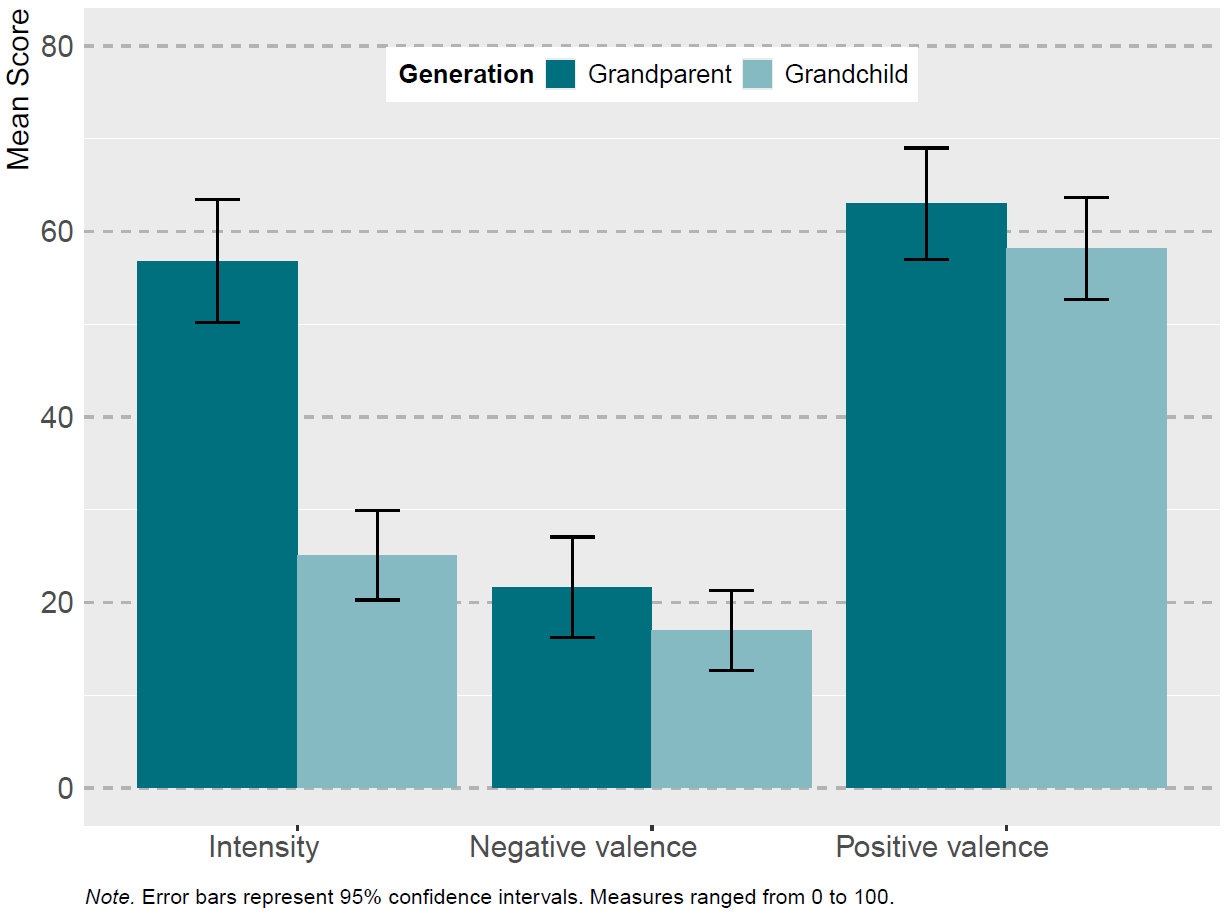 Mean Score
Generation Grandparent Grandchild
80
60
40
20
0
Intensity Negative valence Positive valence
Note. Error bars represent 95% confidence intervals. Measures ranged from 0 to 100.